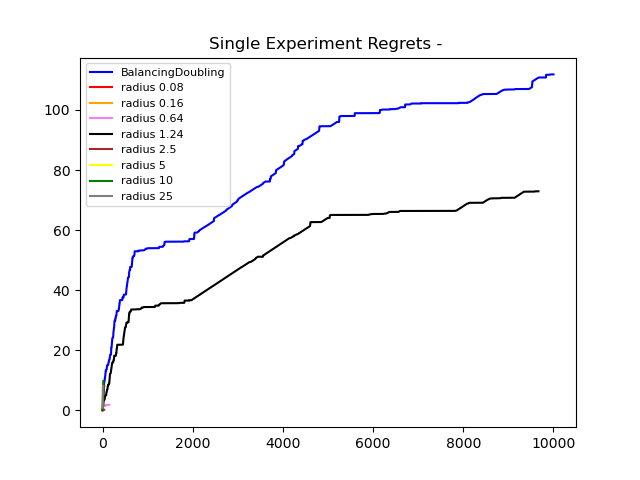 Single Experiment Regrets -
BalancingDoubling
radius 0.08
radius 0.16
radius 0.64
radius 1.24
radius 2.5
radius 5
radius 10
radius 25
100
80
60
40
20
0
0 2000 4000 6000 8000 10000